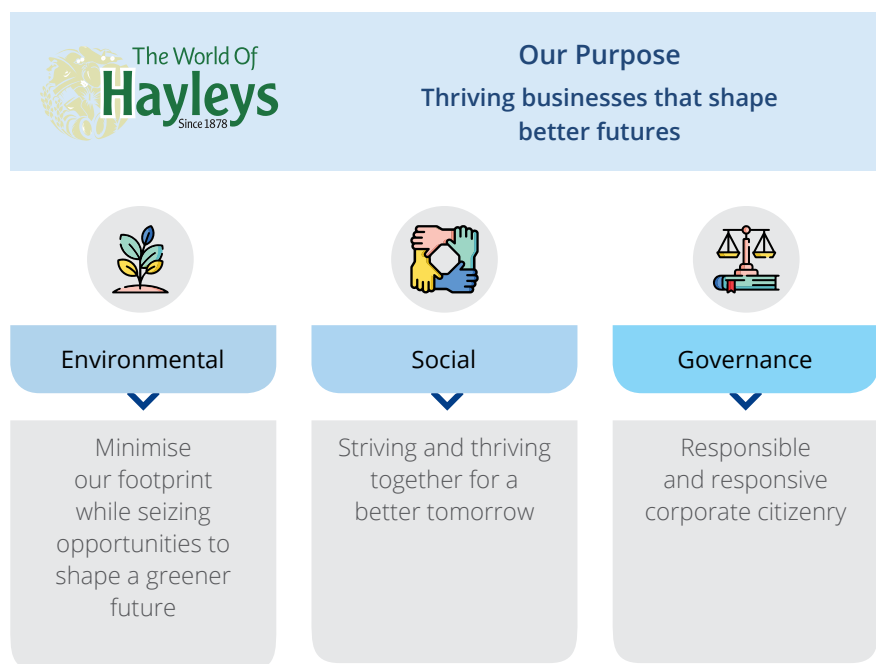 The World Of
Hayleys
Since 1878
Our Purpose
Thriving businesses that shape
better futures
Environmental
Minimise
our footprint
while seizing
opportunities to
shape a greener
future
Social
Striving and thriving
together for a
better tomorrow
Governance
Responsible
and responsive
corporate citizenry